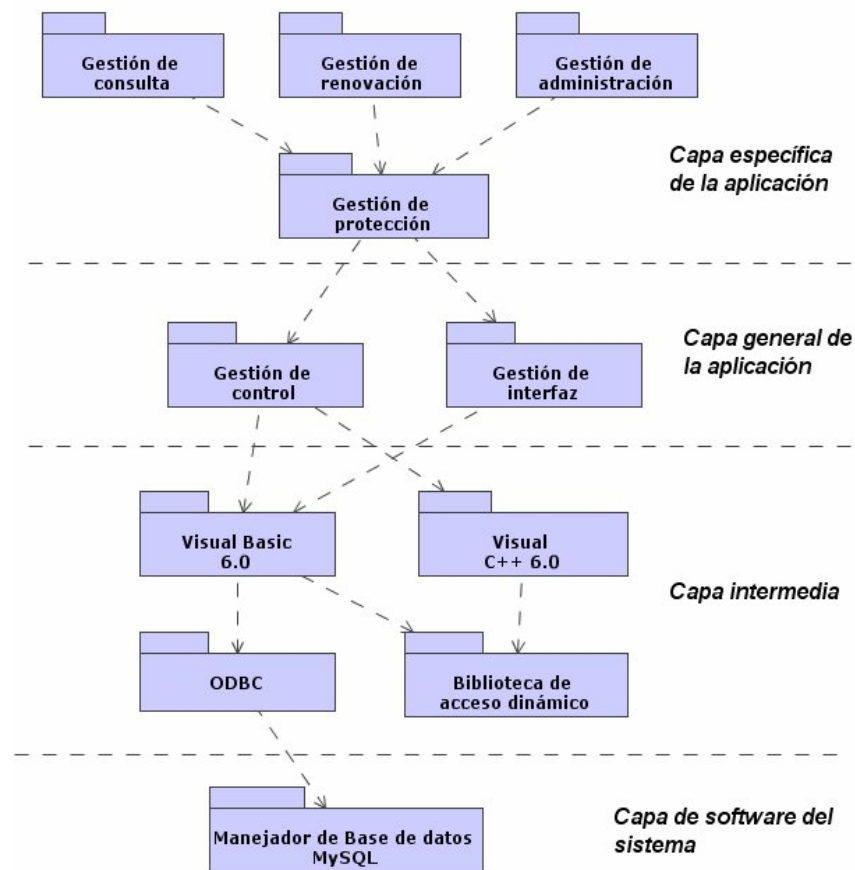 Gestión de
consulta
Gestión de
renovación
Gestión de
administración
Capa específica
de la aplicación
Gestión de
protección
Capa general de
la aplicación
Gestión de
control
Gestión de
interfaz
Visual Basic
6.0
Visual
C++ 6.0
Capa intermedia
ODBC
Biblioteca de
acceso dinámico
Capa de software del
sistema
Manejador de Base de datos
MySQL